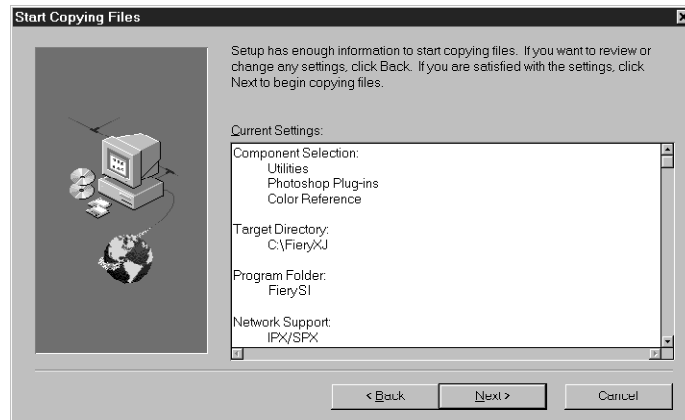 Start Copying Files
Setup has enough information to start copying files. If you want to review or
change any settings, click Back. If you are satisfied with the settings, click
Next to begin copying files.
Current Settings:
Component Selection:
Utilities
Photoshop Plug-ins
Color Reference
Target Directory:
C:\FieryXJ
Program Folder:
FierySI
Network Support:
IPX/SPX
< Back
Next >
Cancel